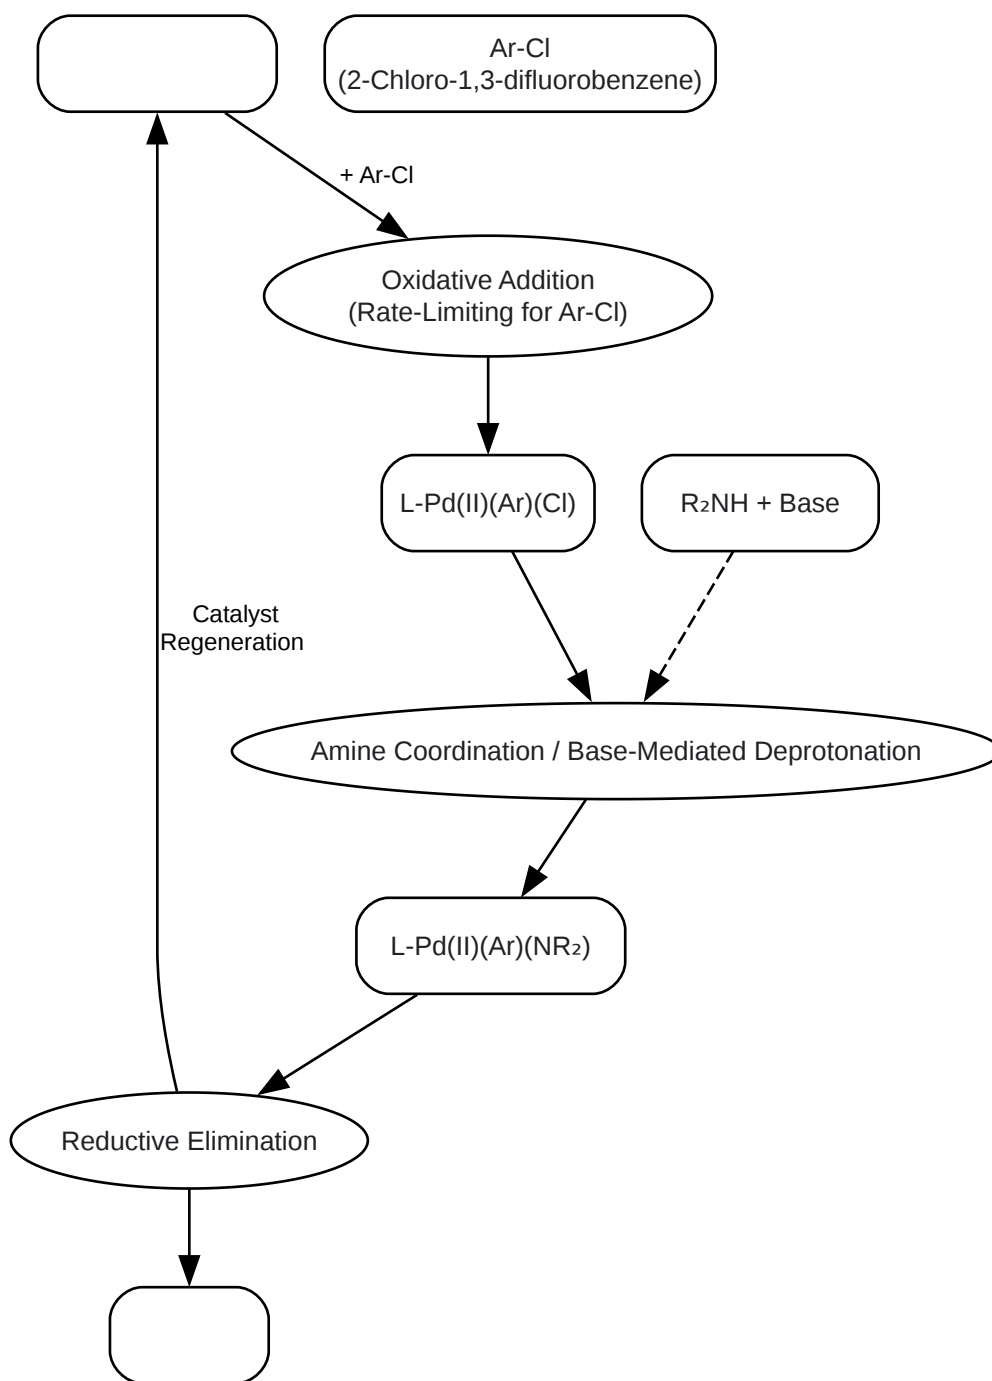 Ar-Cl
(2-Chloro-1,3-difluorobenzene)
+ Ar-Cl
Oxidative Addition
(Rate-Limiting for Ar-Cl)
L-Pd(II)(Ar)(Cl)
R₂NH + Base
Catalyst
Regeneration
Amine Coordination / Base-Mediated Deprotonation
L-Pd(II)(Ar)(NR₂)
Reductive Elimination